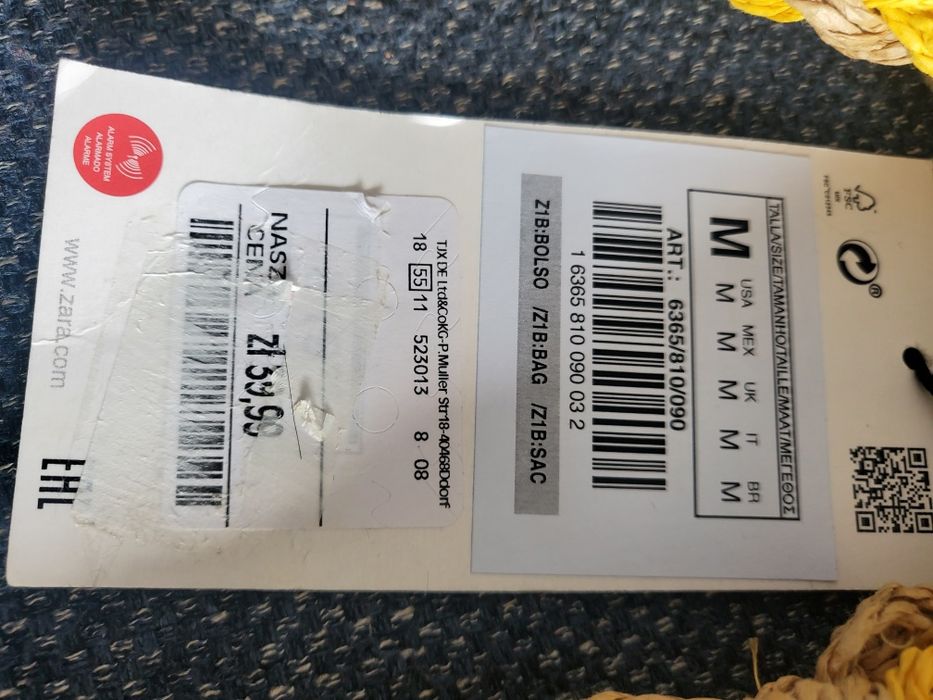 ALARM SYSTEM
ALARMADO
ALARME
www.zara.com
EAC
TJX DE Ltd&CoKG-P.Muller Str18-40468Ddorf
18 55 11 523013 8 08
NASZA
CENA zł 39,99
TALLA/SIZE/TAMANHO/TAILLE/MAAT/ΜΕΓΕΘΟΣ
USA MEX UK IT BR
M M M M M M
ART.: 6365/810/090
1 6365 810 090 03 2
Z1B:BOLSO /Z1B:BAG /Z1B:SAC
FSC
®